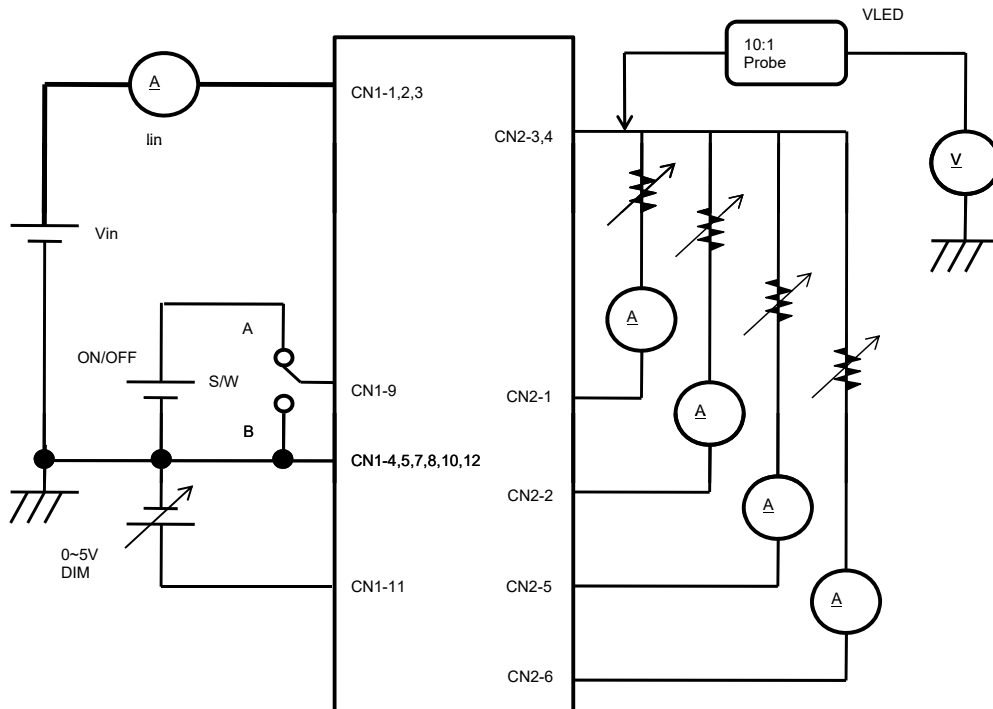 VLED
10:1
Probe
A
CN1-1,2,3
Iin
CN2-3,4
V
Vin
A
A
ON/OFF
S/W
CN1-9
CN2-1
A
B
CN1-4,5,7,8,10,12
CN2-2
A
0~5V
DIM
CN1-11
CN2-5
A
CN2-6